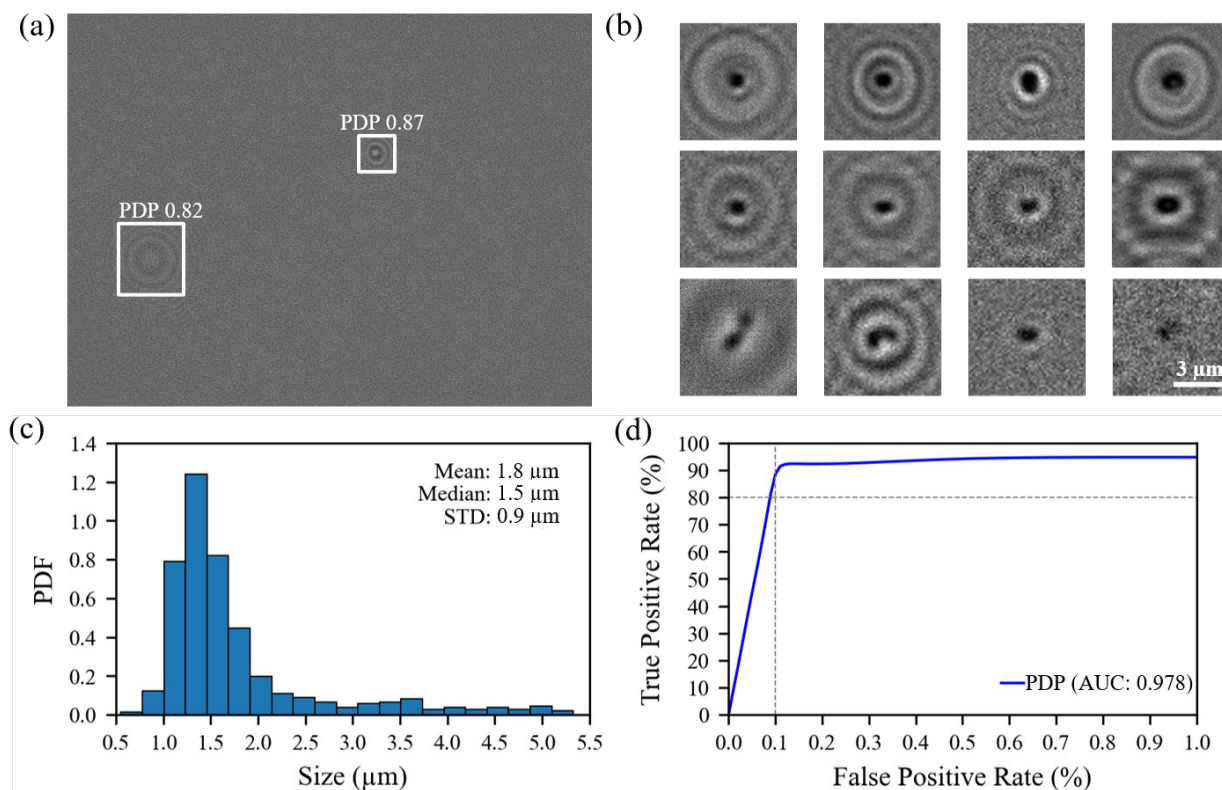 (a)
PDP 0.87
PDP 0.82
(b)
3 µm
(c)
1.4
1.2
1.0
0.8
0.6
0.4
0.2
0.0
PDF
Mean: 1.8 µm
Median: 1.5 µm
STD: 0.9 µm
0.5 1.0 1.5 2.0 2.5 3.0 3.5 4.0 4.5 5.0 5.5
Size (µm)
(d)
100
90
80
70
60
50
40
30
20
10
0
True Positive Rate (%)
PDP (AUC: 0.978)
0.0 0.1 0.2 0.3 0.4 0.5 0.6 0.7 0.8 0.9 1.0
False Positive Rate (%)